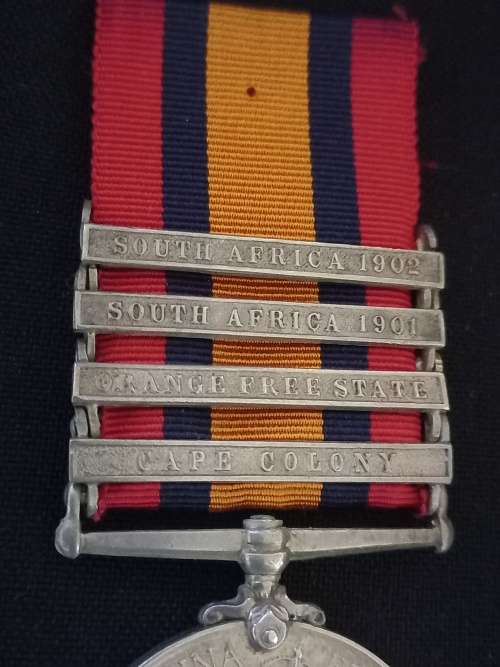 SOUTH AFRICA 1902
SOUTH AFRICA 1901
ORANGE FREE STATE
CAPE COLONY